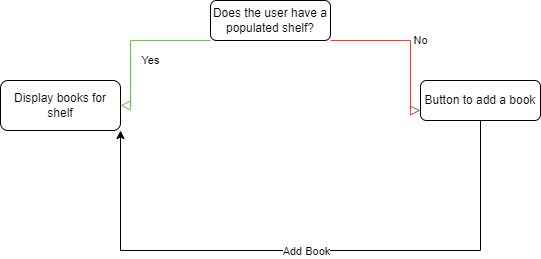 Does the user have a
populated shelf?
No
Yes
Display books for
shelf
Button to add a book
Add Book